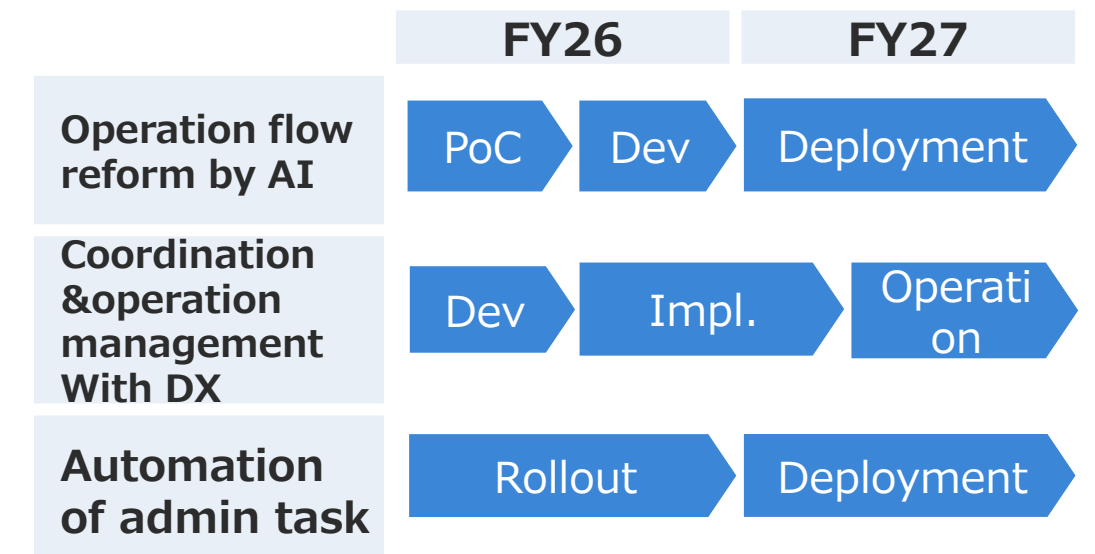 FY26 FY27
Operation flow
reform by AI
PoC Dev Deployment
Coordination
&operation
management
With DX
Dev Impl. Operati
on
Automation
of admin task
Rollout Deployment